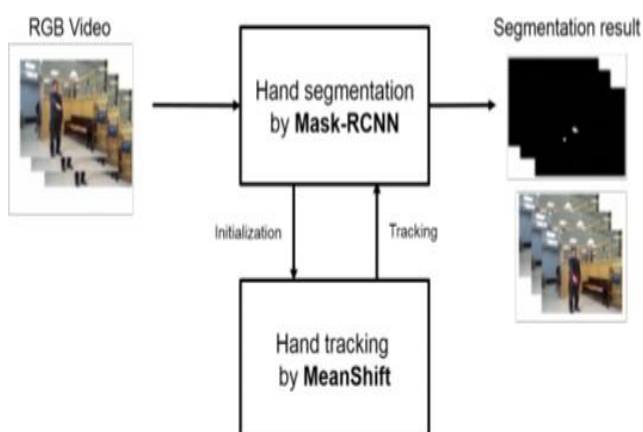 RGB Video
Segmentation result
Hand segmentation
by Mask-RCNN
Initialization
Tracking
Hand tracking
by MeanShift